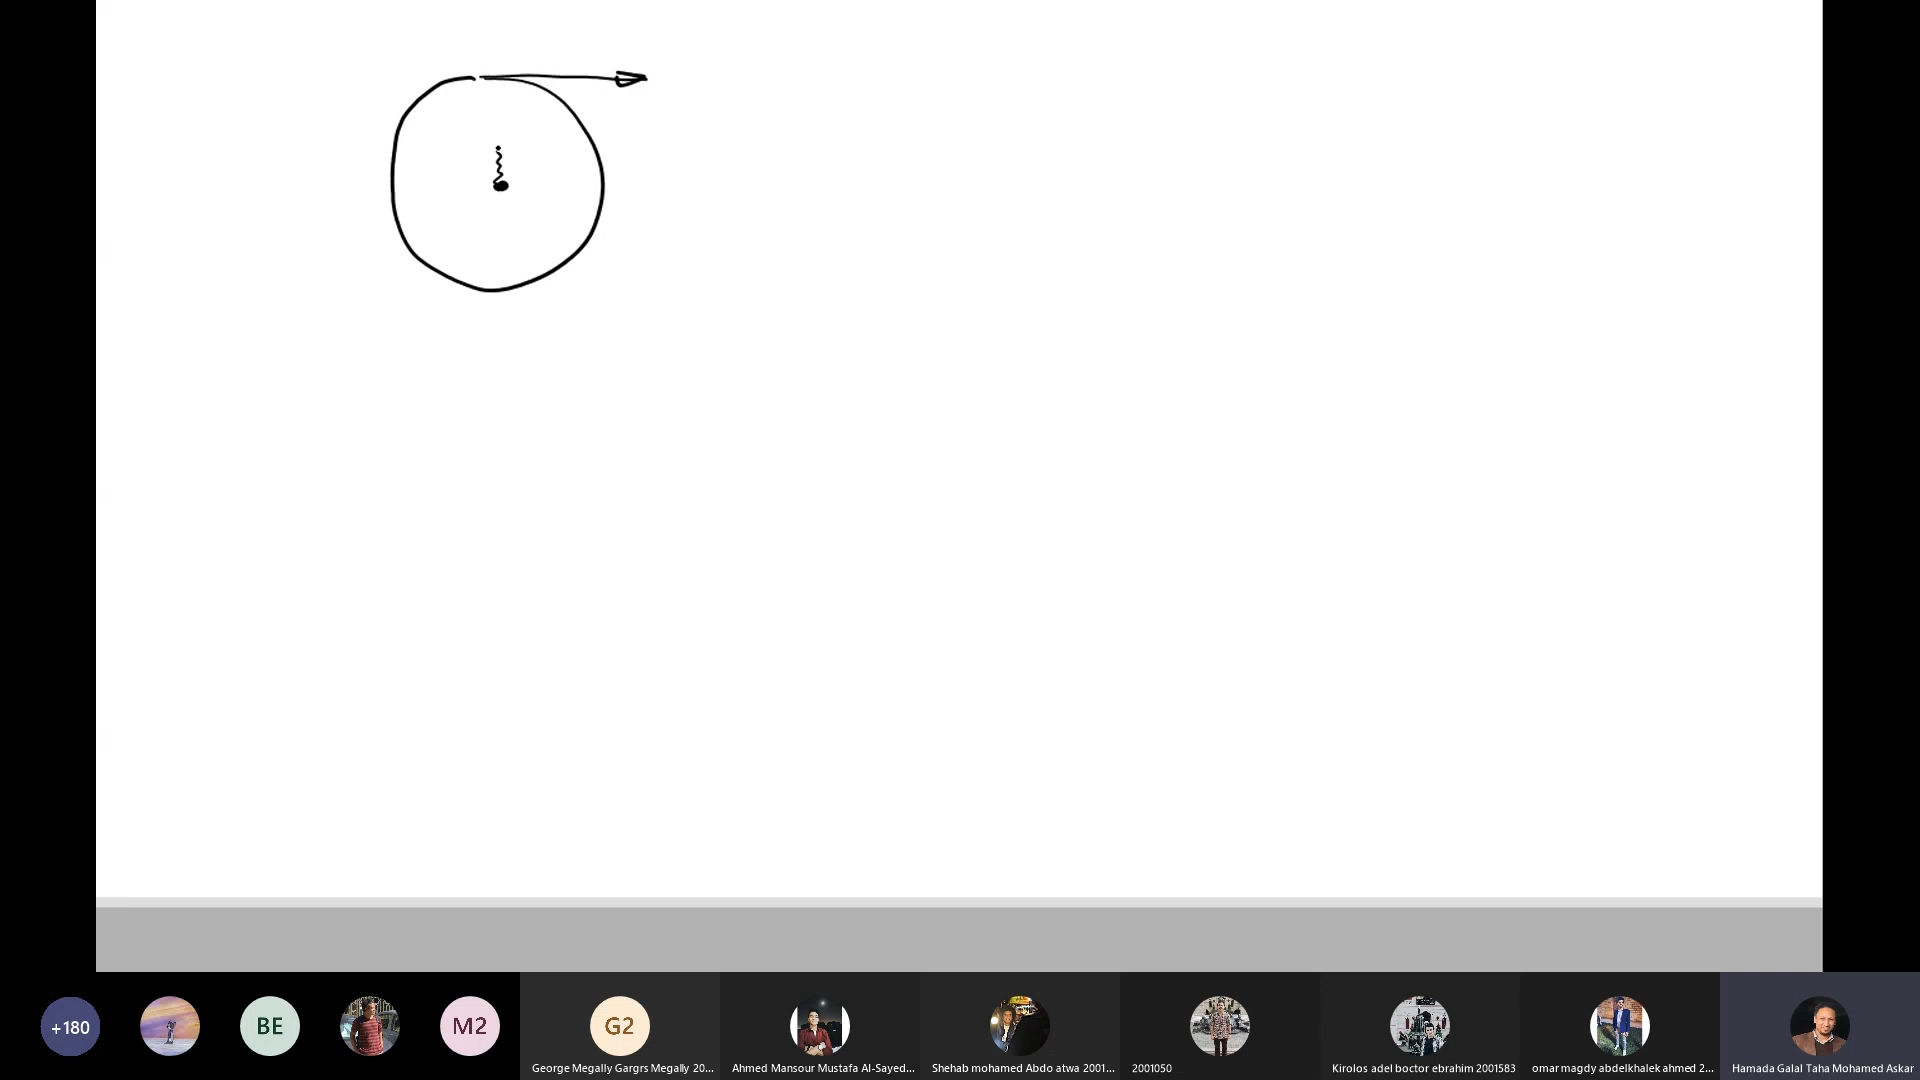 +180
BE
M2
G2
George Megally Gargrs Megally 20...
Ahmed Mansour Mustafa Al-Sayed...
Shehab mohamed Abdo atwa 2001...
2001050
Kirolos adel boctor ebrahim 2001583
omar magdy abdelkhalek ahmed 2...
Hamada Galal Taha Mohamed Askar